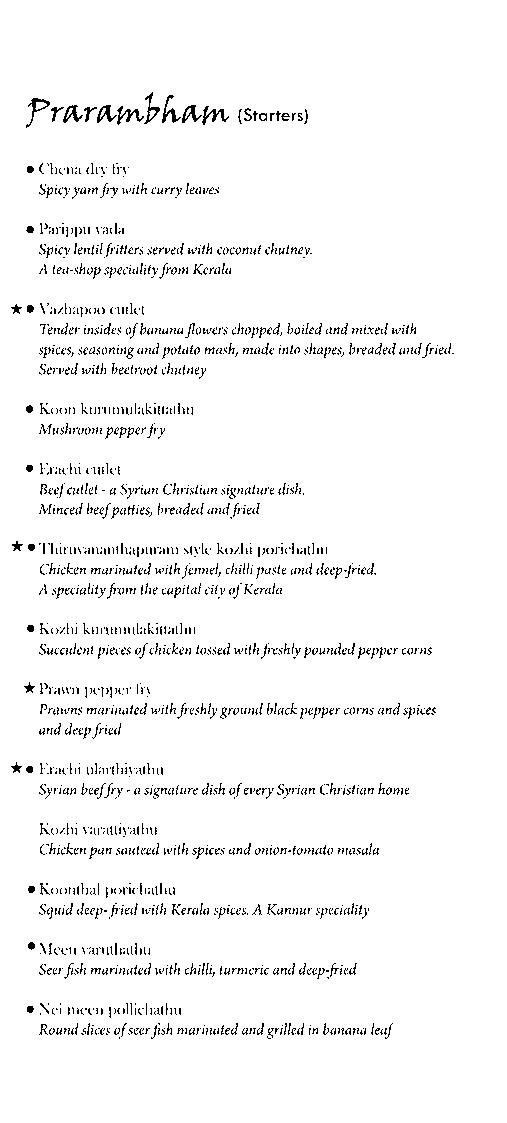 Prarambham (Starters)
● Chena dry fry
Spicy yam fry with curry leaves
● Parippu vada
Spicy lentil fritters served with coconut chutney.
A tea-shop speciality from Kerala
★ ● Vazhapoo cutlet
Tender insides of banana flowers chopped, boiled and mixed with
spices, seasoning and potato mash, made into shapes, breaded and fried.
Served with beetroot chutney
● Koon kurumulakittathu
Mushroom pepper fry
● Erachi cutlet
Beef cutlet - a Syrian Christian signature dish.
Minced beef patties, breaded and fried
★ ● Thiruvananthapuram style kozhi porichathu
Chicken marinated with fennel, chilli paste and deep-fried.
A speciality from the capital city of Kerala
● Kozhi kurumulakittathu
Succulent pieces of chicken tossed with freshly pounded pepper corns
★ Prawn pepper fry
Prawns marinated with freshly ground black pepper corns and spices
and deep fried
★ ● Erachi ularthiyathu
Syrian beef fry - a signature dish of every Syrian Christian home
Kozhi varattiyathu
Chicken pan sauteed with spices and onion-tomato masala
● Koonthal porichathu
Squid deep- fried with Kerala spices. A Kannur speciality
● Meen varuthathu
Seer fish marinated with chilli, turmeric and deep-fried
● Nei meen pollichathu
Round slices of seer fish marinated and grilled in banana leaf